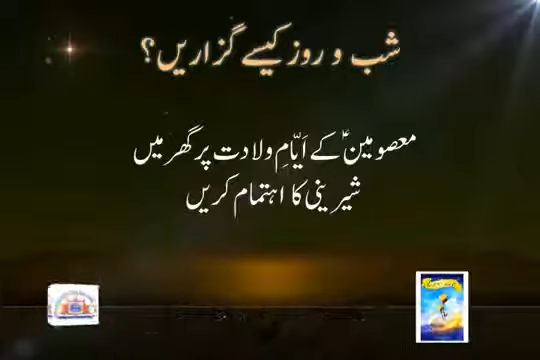 شب و روز کیسے گزاریں؟
معصومینؑ کے ایّامِ ولادت پر گھر میں
شیرینی کا اہتمام کریں